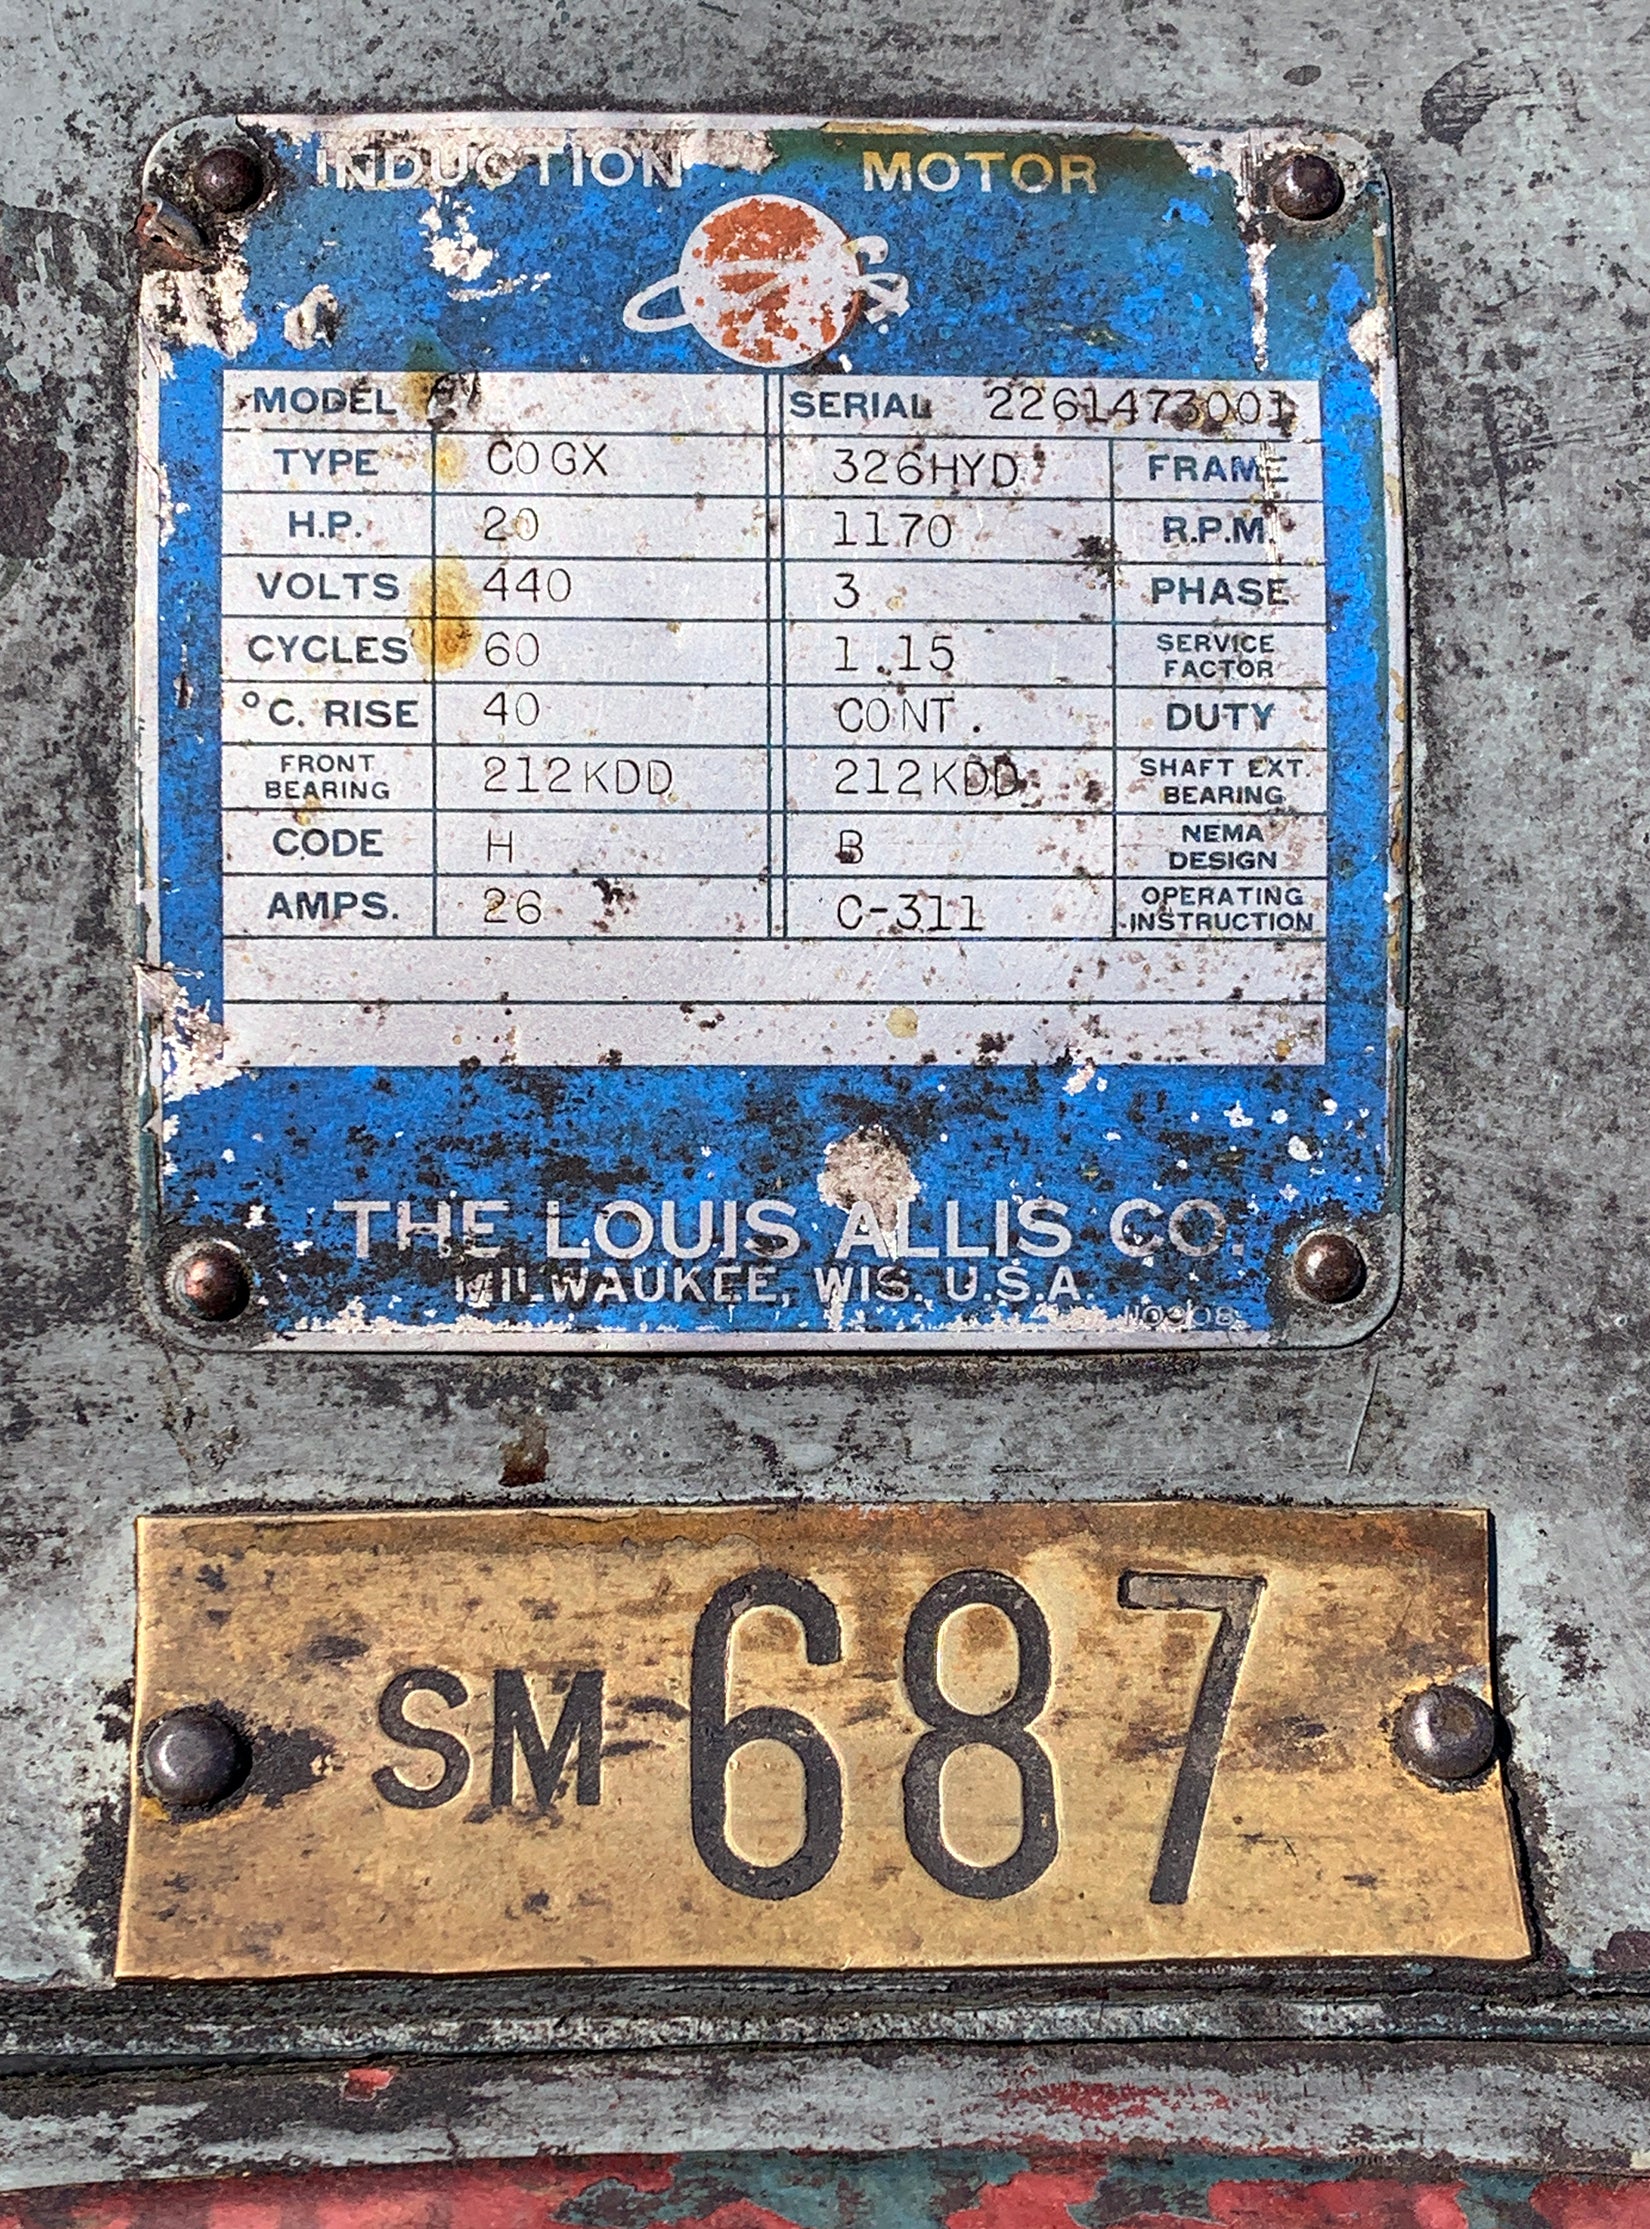 INDUCTION MOTOR
MODEL SERIAL 2261473001
TYPE COGX 326HYD FRAME
H.P. 20 1170 R.P.M.
VOLTS 440 3 PHASE
CYCLES 60 1.15 SERVICE FACTOR
°C. RISE 40 CONT. DUTY
FRONT BEARING 212KDD 212KDD SHAFT EXT. BEARING
CODE H B NEMA DESIGN
AMPS. 26 C-311 OPERATING INSTRUCTION
THE LOUIS ALLIS CO.
MILWAUKEE, WIS. U.S.A.
SM 687